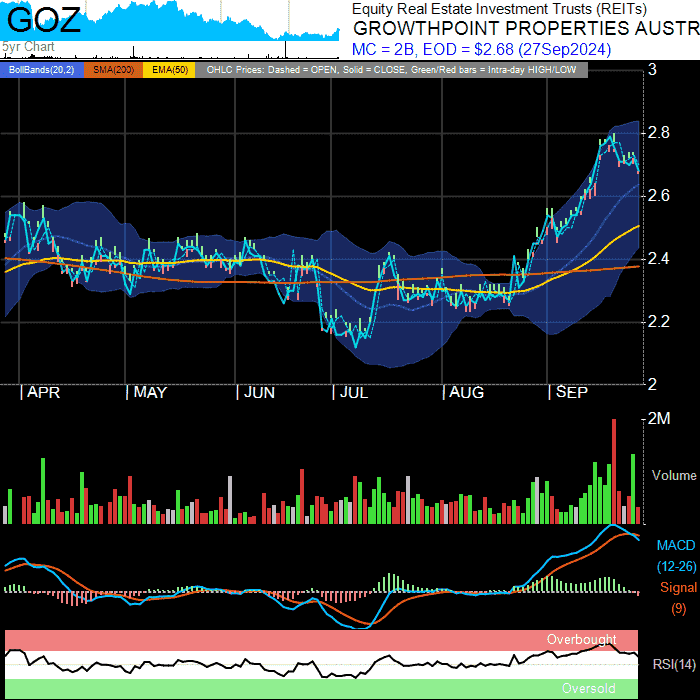 GOZ
5yr Chart
Equity Real Estate Investment Trusts (REITs)
GROWTHPOINT PROPERTIES AUSTR
MC = 2B, EOD = $2.68 (27Sep2024)
BollBands(20,2) SMA(200) EMA(50) OHLC Prices: Dashed = OPEN, Solid = CLOSE, Green/Red bars = Intra-day HIGH/LOW
3
2.8
2.6
2.4
2.2
2
| APR | MAY | JUN | JUL | AUG | SEP
2M
Volume
MACD
(12-26)
Signal
(9)
Overbought
RSI(14)
Oversold